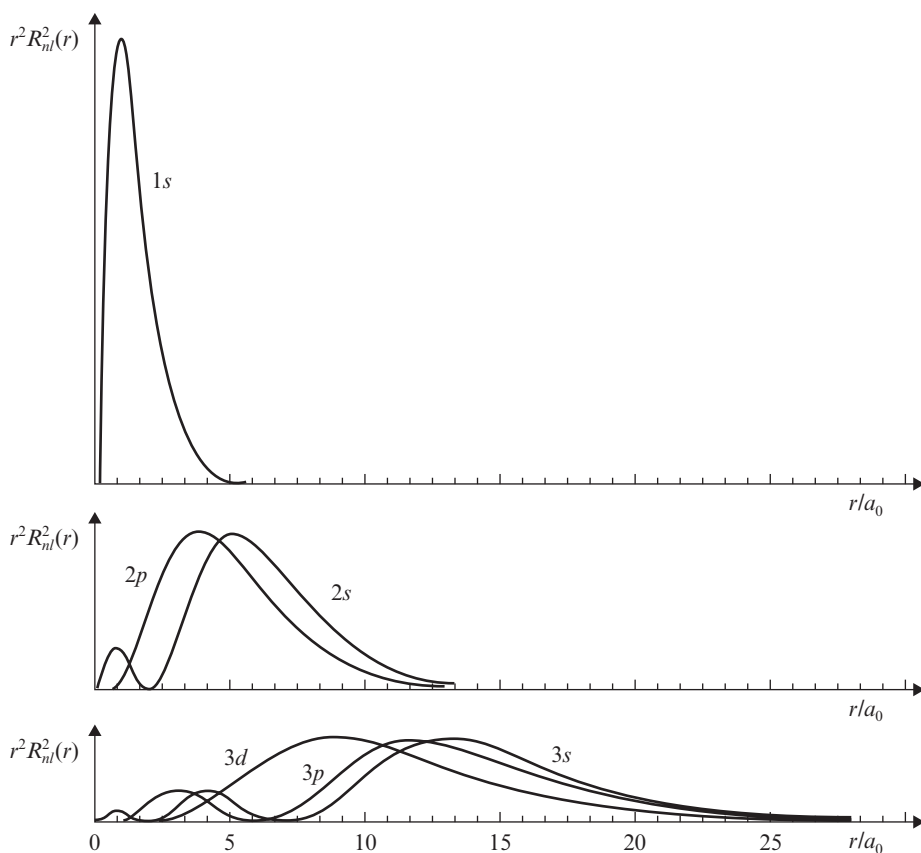 r²R²ₙₗ(r)
1s
r/a₀
r²R²ₙₗ(r)
2p
2s
r/a₀
r²R²ₙₗ(r)
3d
3p
3s
0 5 10 15 20 25 r/a₀